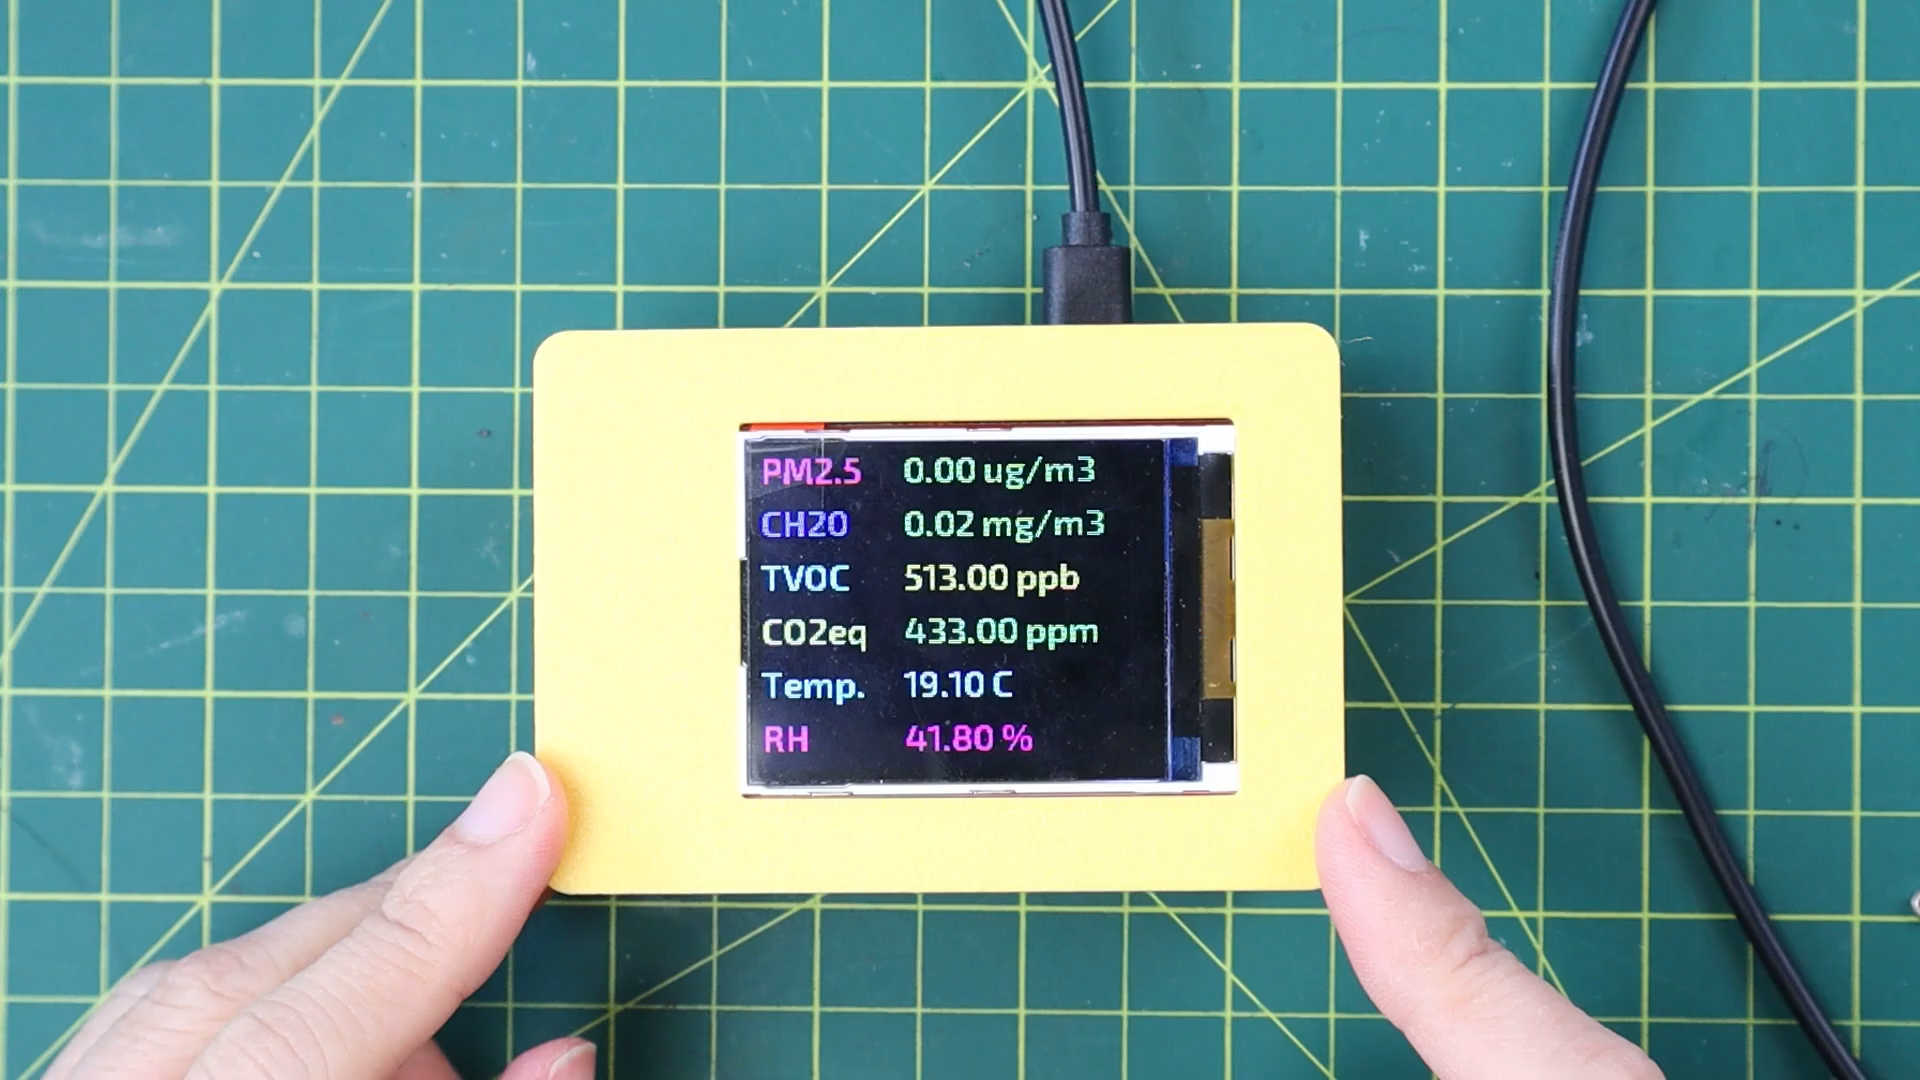 PM2.5 0.00 ug/m3
CH20 0.02 mg/m3
TVOC 513.00 ppb
CO2eq 433.00 ppm
Temp. 19.10 C
RH 41.80 %